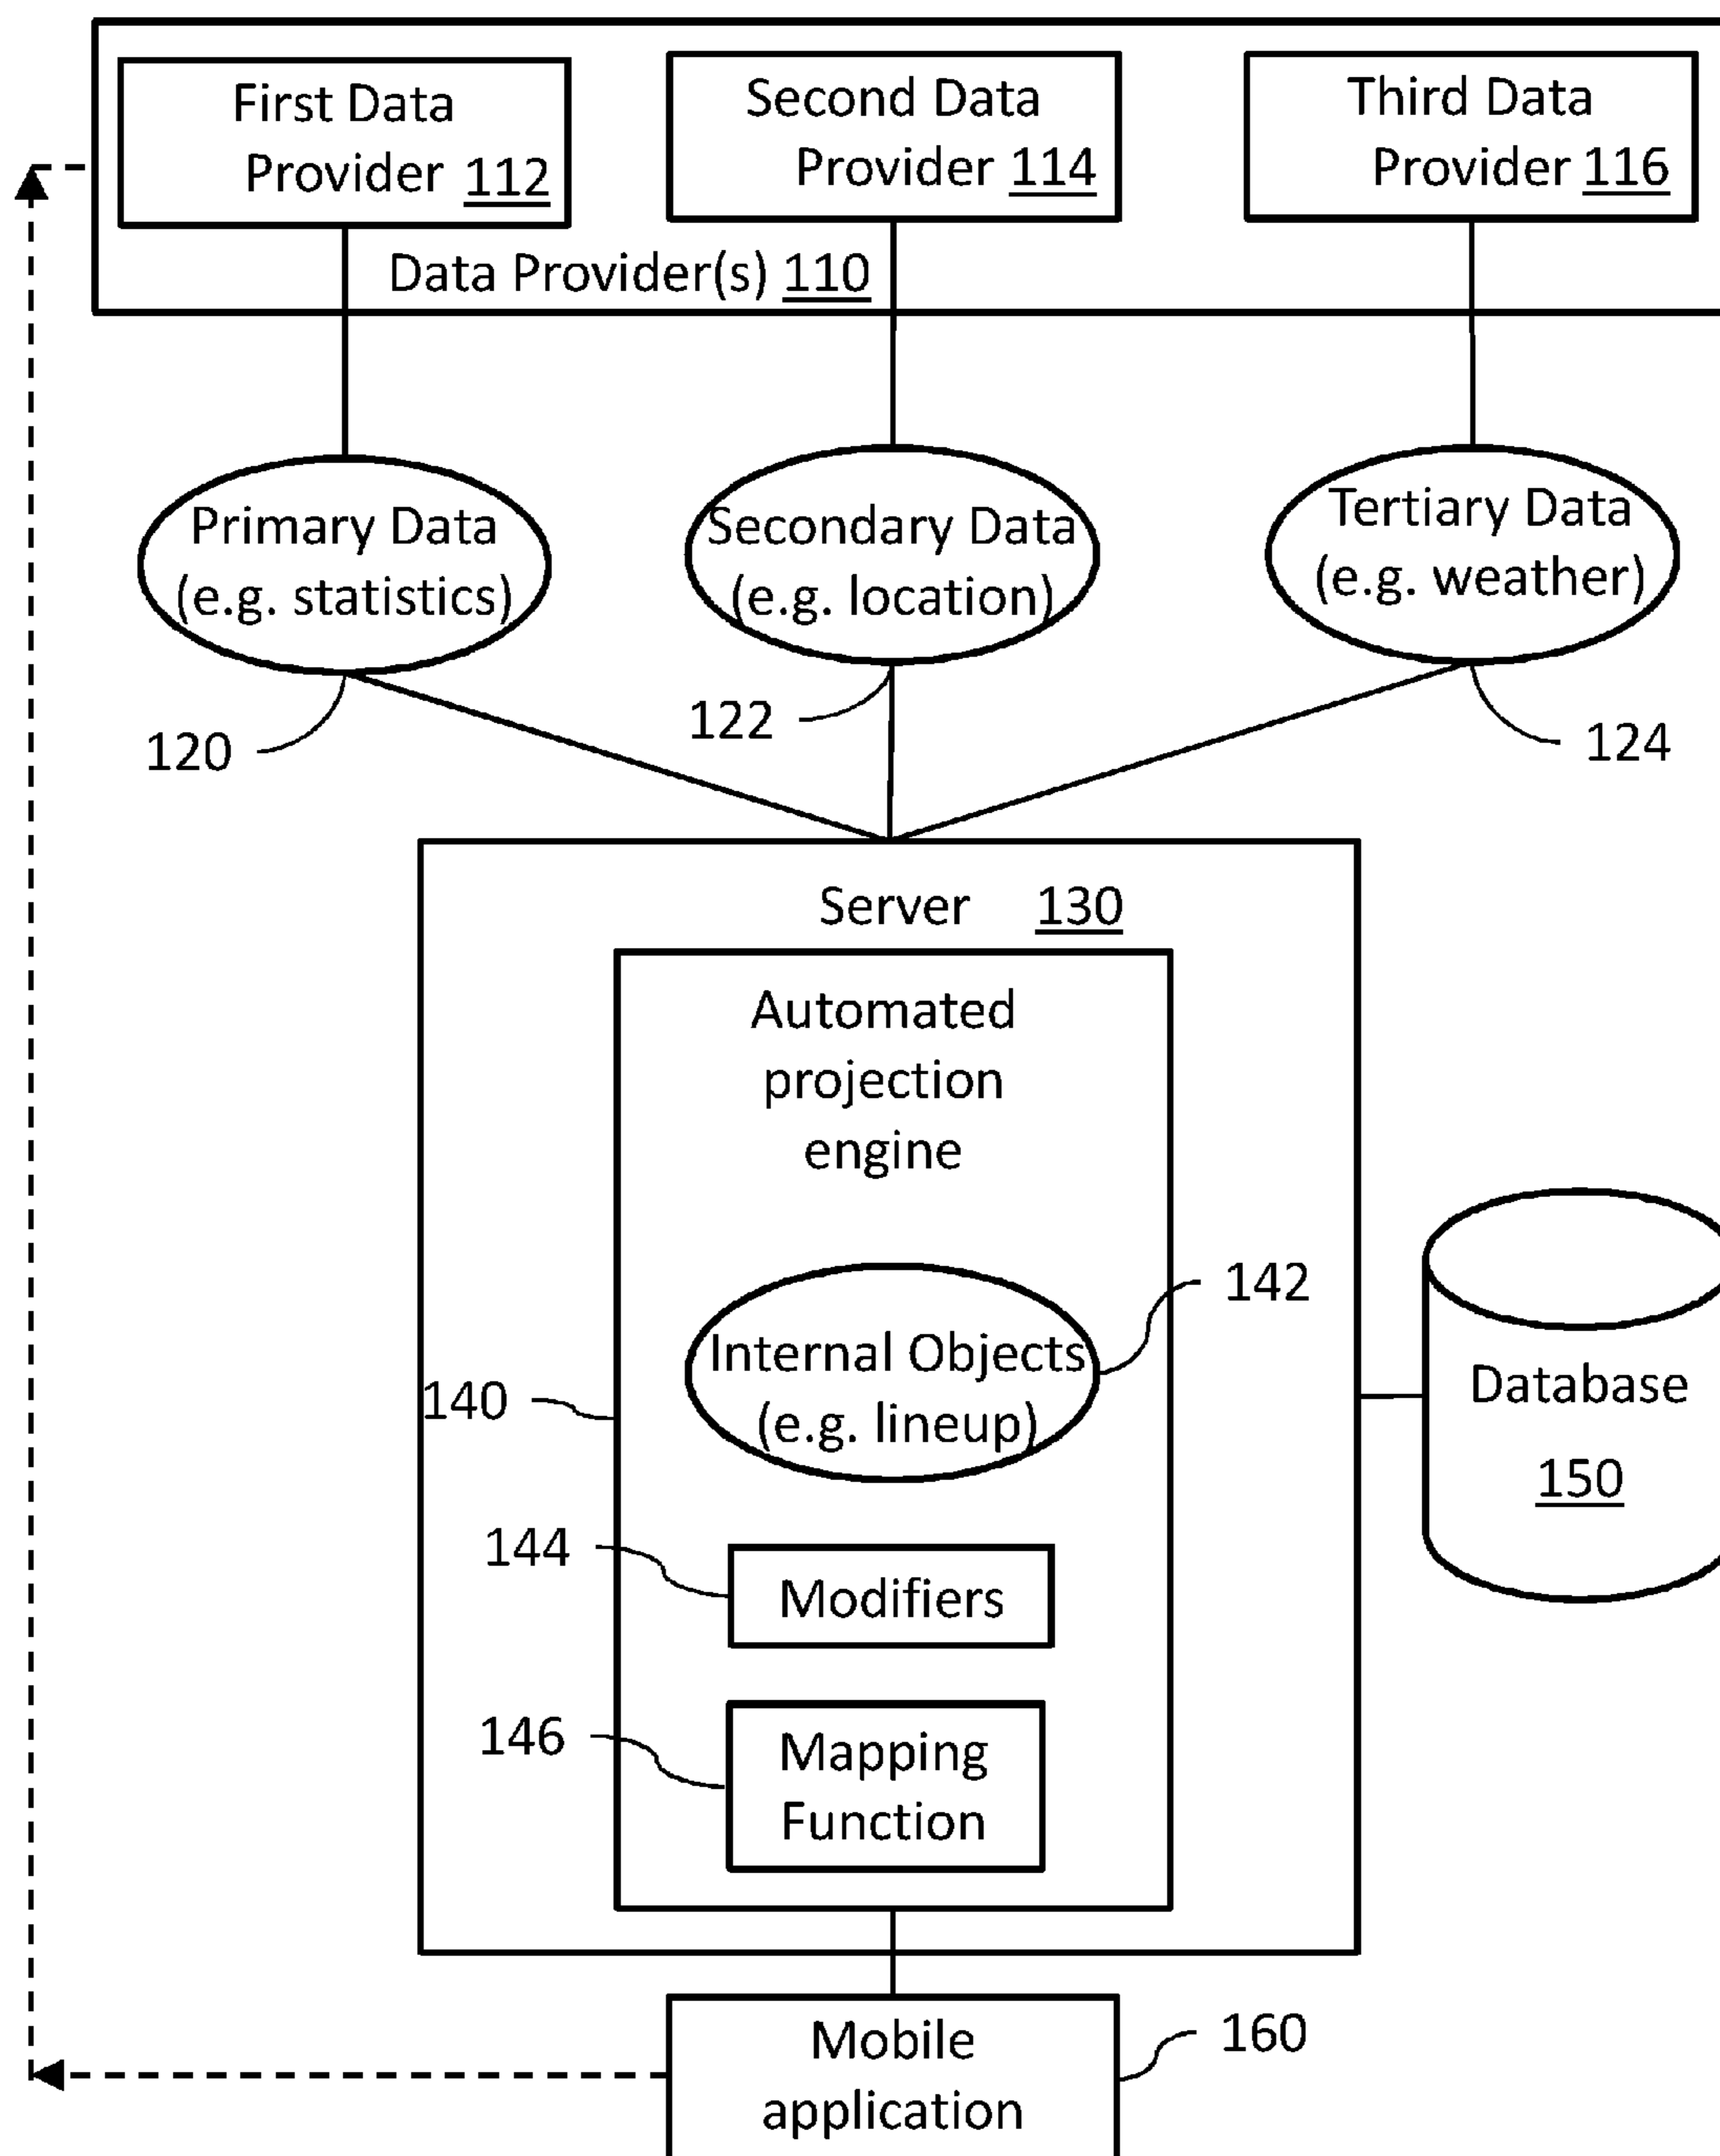 First Data
Provider 112
Second Data
Provider 114
Third Data
Provider 116
Data Provider(s) 110
Primary Data
(e.g. statistics)
Secondary Data
(e.g. location)
Tertiary Data
(e.g. weather)
120
122
124
Server 130
Automated
projection
engine
142
Internal Objects
(e.g. lineup)
140
Database
150
144
Modifiers
146
Mapping
Function
Mobile
application
160